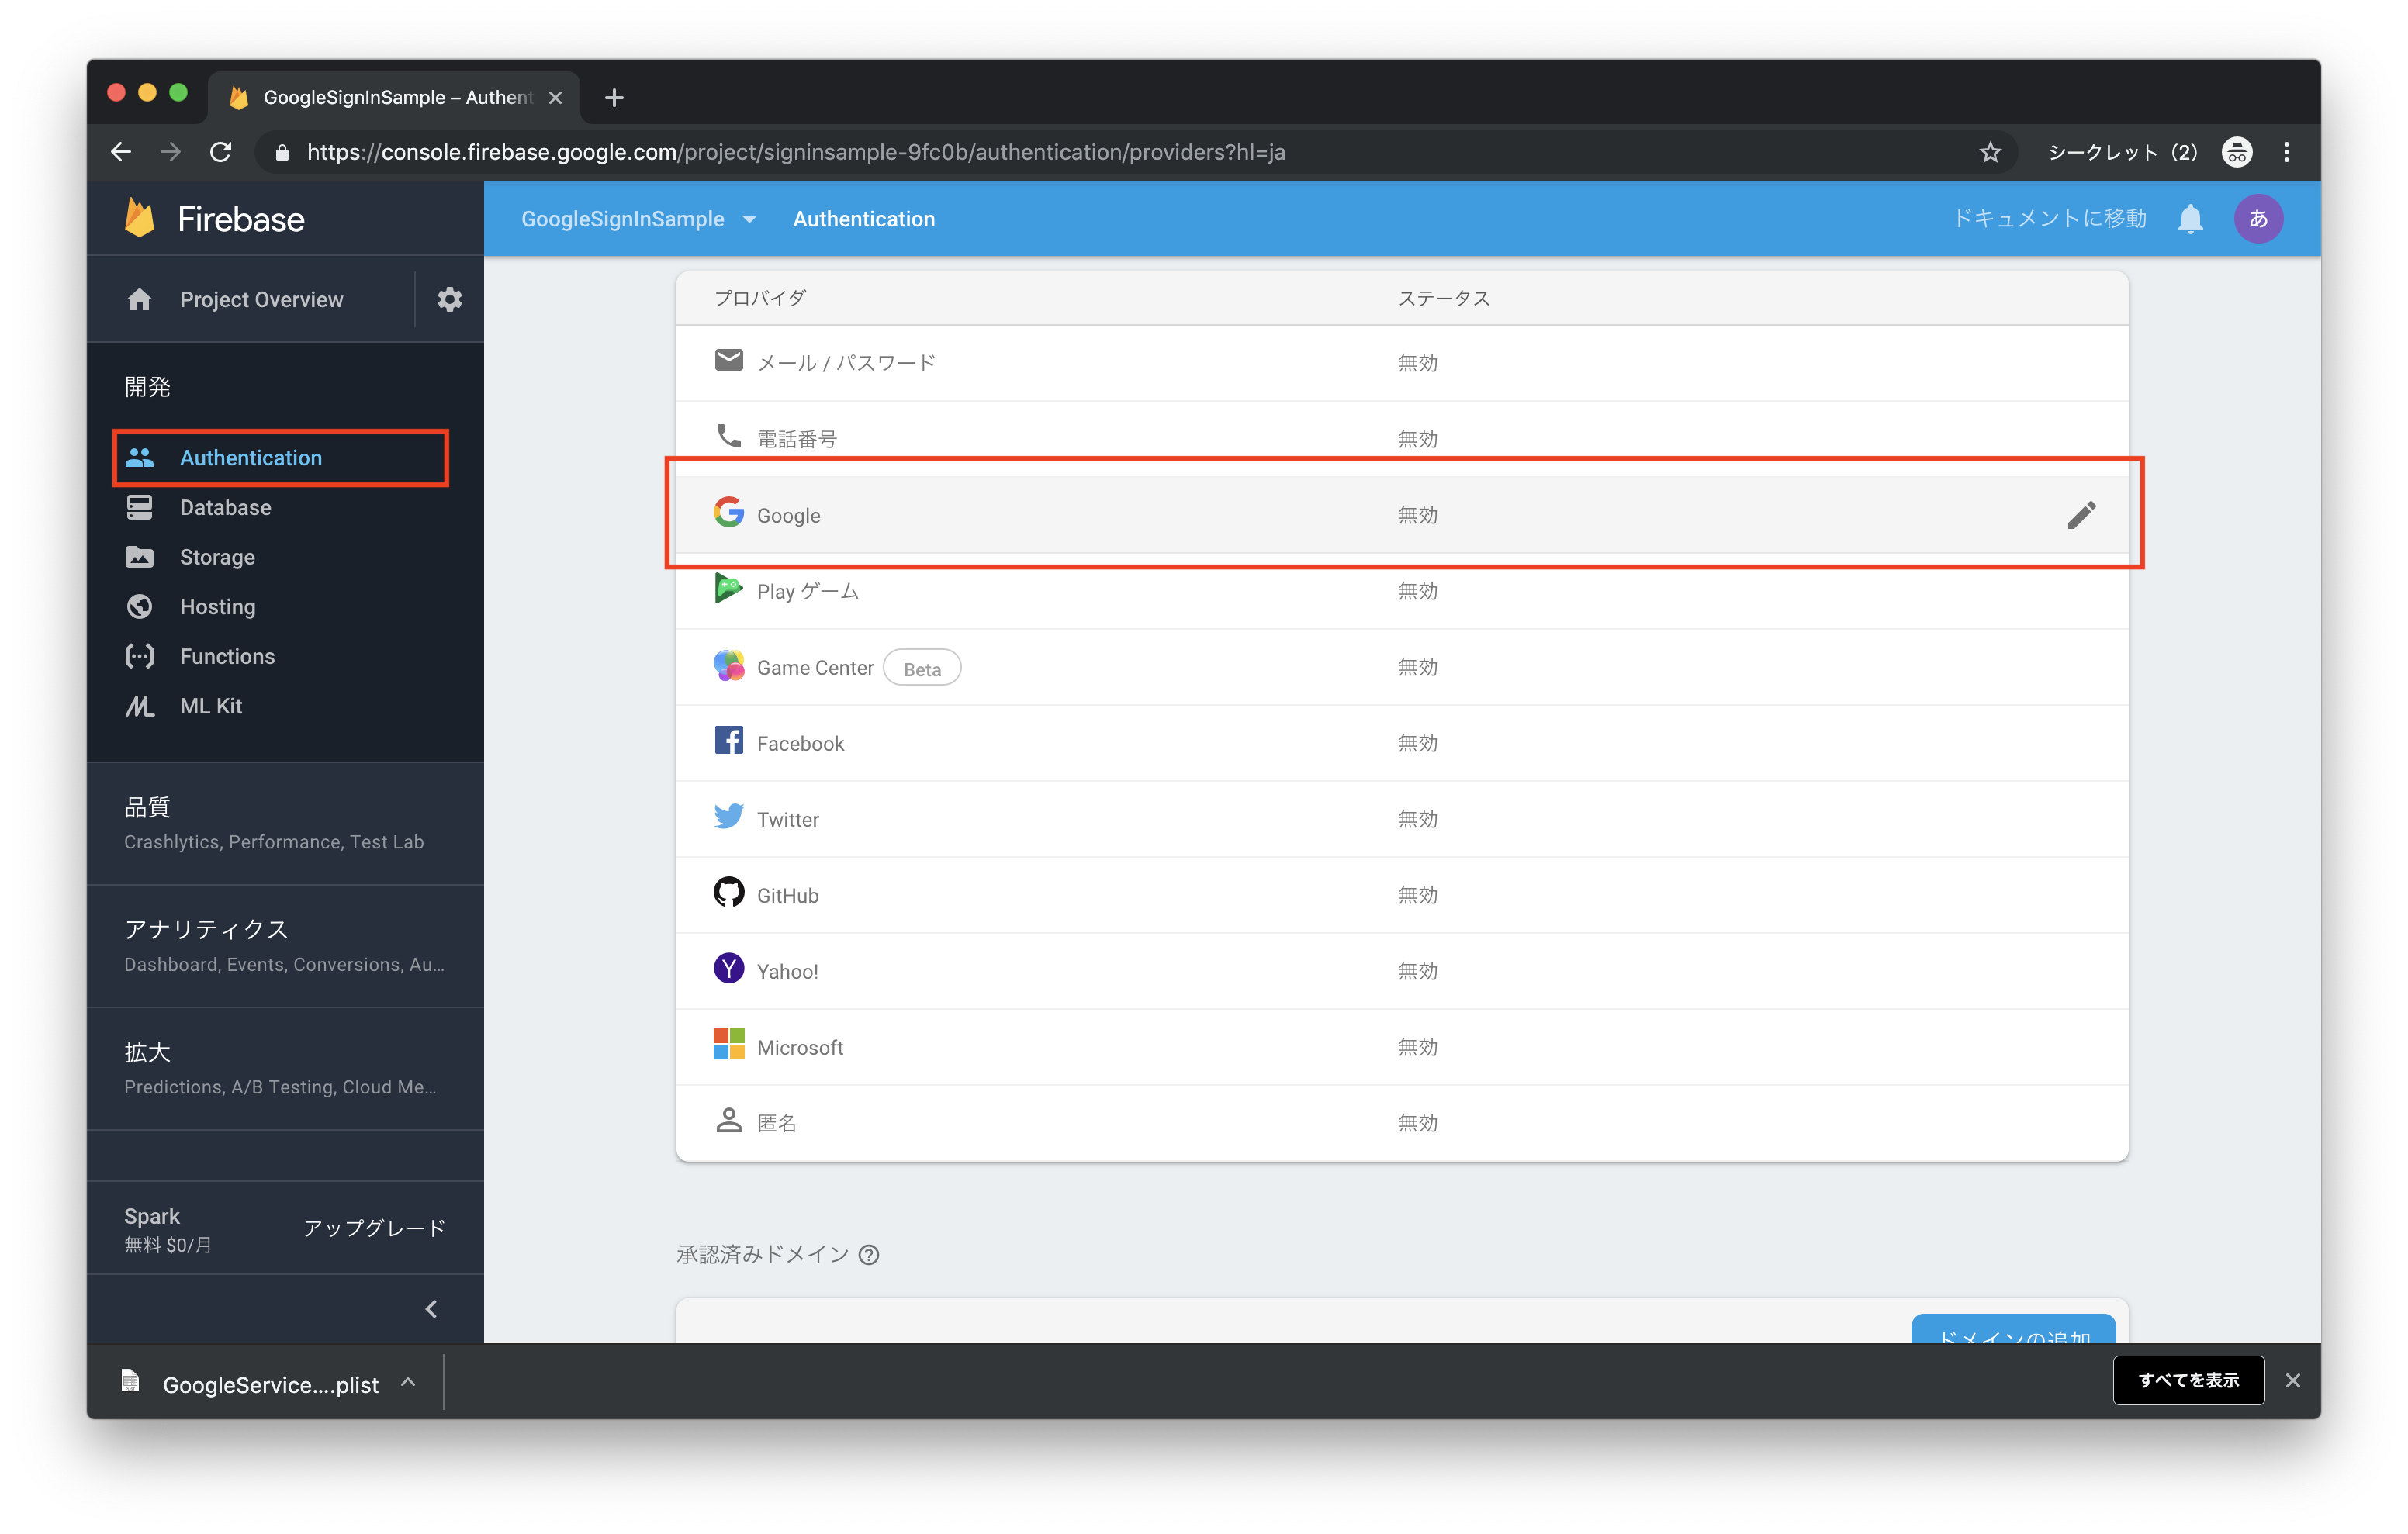 GoogleSignInSample – Authent
https://console.firebase.google.com/project/signinsample-9fc0b/authentication/providers?hl=ja
シークレット (2)
Firebase
GoogleSignInSample
Authentication
ドキュメントに移動
あ
Project Overview
開発
Authentication
Database
Storage
Hosting
Functions
ML Kit
品質
Crashlytics, Performance, Test Lab
アナリティクス
Dashboard, Events, Conversions, Au...
拡大
Predictions, A/B Testing, Cloud Me...
Spark
無料 $0/月
アップグレード
プロバイダ ステータス
メール / パスワード 無効
電話番号 無効
Google 無効
Play ゲーム 無効
Game Center Beta 無効
Facebook 無効
Twitter 無効
GitHub 無効
Yahoo! 無効
Microsoft 無効
匿名 無効
承認済みドメイン
ドメインの追加
GoogleService....plist
すべてを表示